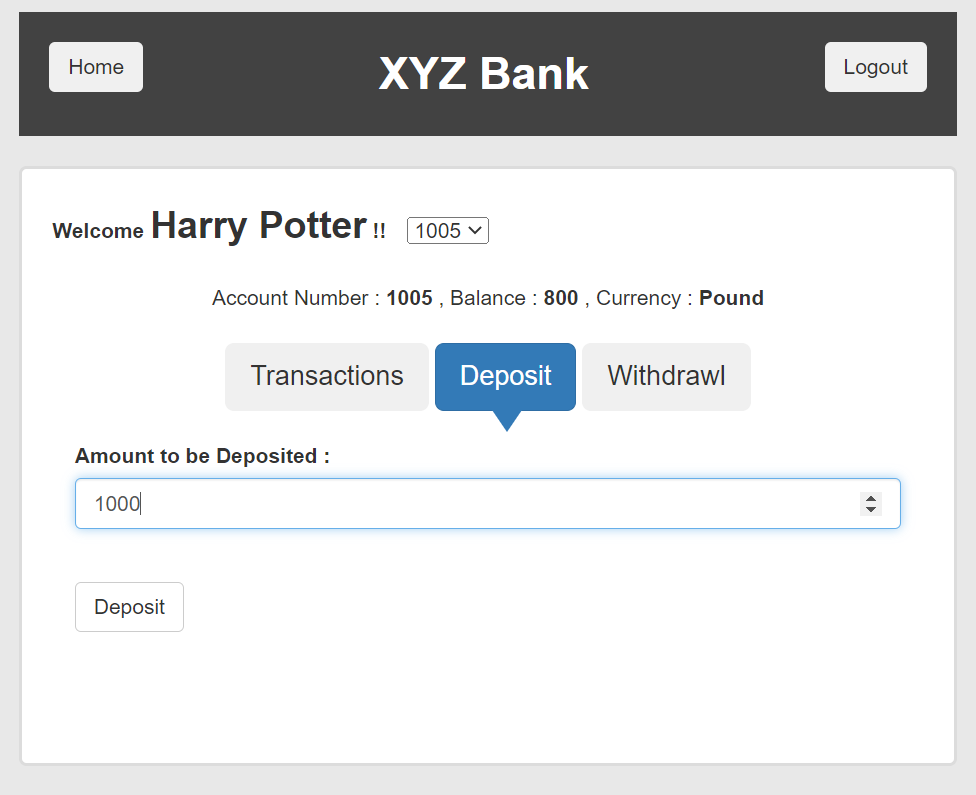 Home XYZ Bank Logout
Welcome Harry Potter !! 1005
Account Number : 1005 , Balance : 800 , Currency : Pound
Transactions Deposit Withdrawl
Amount to be Deposited :
1000
Deposit